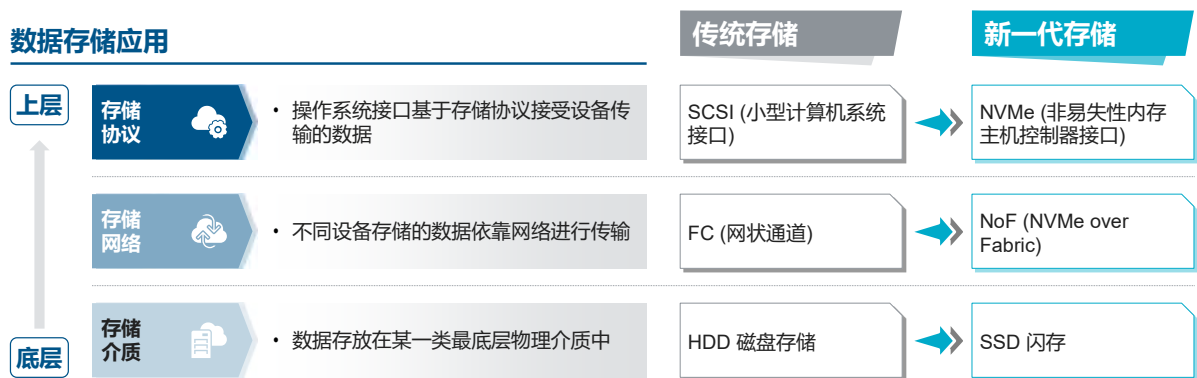 数据存储应用
传统存储
新一代存储
上层
存储
协议
• 操作系统接口基于存储协议接受设备传
输的数据
SCSI (小型计算机系统
接口)
NVMe (非易失性内存
主机控制器接口)
存储
网络
• 不同设备存储的数据依靠网络进行传输
FC (网状通道)
NoF (NVMe over
Fabric)
底层
存储
介质
• 数据存放在某一类最底层物理介质中
HDD 磁盘存储
SSD 闪存